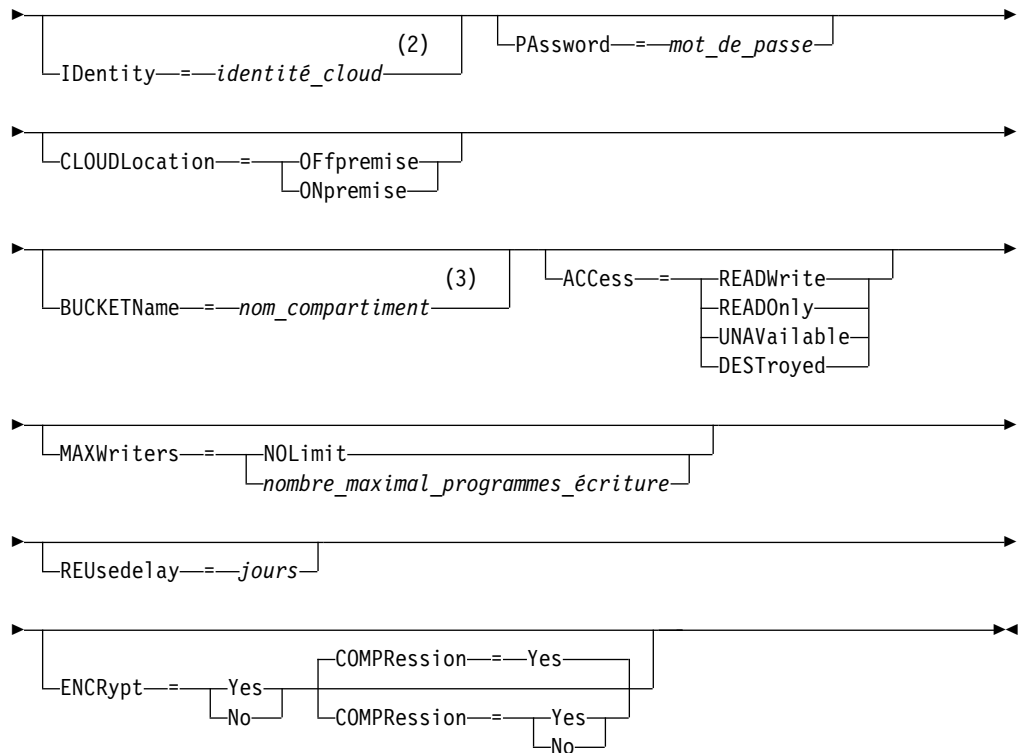 (2)
IDentity = identité_cloud
PAssword = mot_de_passe
CLOUDLocation = OFfpremise
ONpremise
(3)
BUCKETName = nom_compartiment
ACCess = READWrite
READOnly
UNAVailable
DESTroyed
MAXWriters = NOLimit
nombre_maximal_programmes_écriture
REUsedelay = jours
COMPRession = Yes
ENCRypt = Yes
No
COMPRession = Yes
No